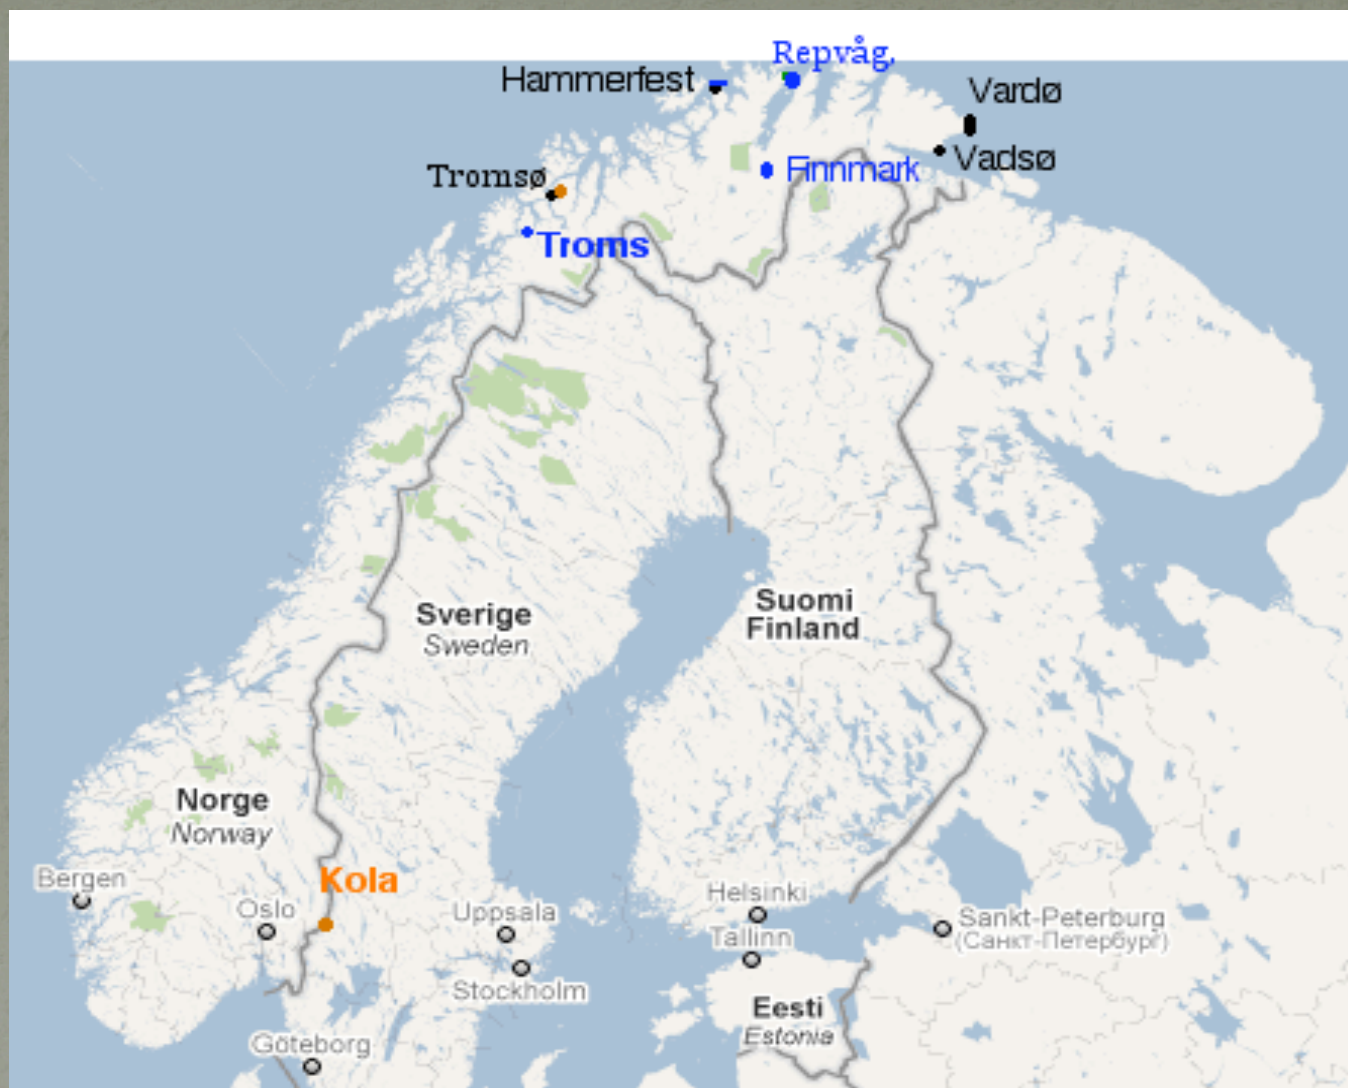 Repvåg,
Hammerfest
Vardø
Vadsø
Tromsø
Finnmark
Troms
Sverige
Sweden
Suomi
Finland
Norge
Norway
Kola
Bergen
Oslo
Uppsala
Stockholm
Helsinki
Tallinn
Sankt-Peterburg
(Санкт-Петербург)
Eesti
Estonia
Göteborg